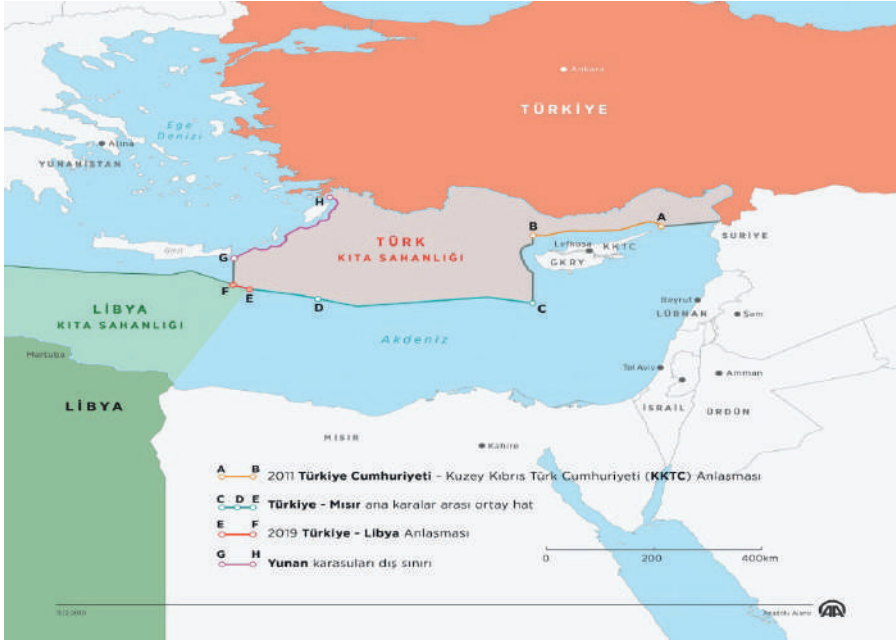 Ankara
TÜRKİYE
Ege
Denizi
Atina
YUNANİSTAN
H
TÜRK
KITA SAHANLIĞI
B
A
Lefkoşa
KKTC
GKRY
SURİYE
Girit
G
F
E
D
C
LİBYA
KITA SAHANLIĞI
Akdeniz
Beyrut
LÜBNAN
Şam
Martuba
Tel Aviv
Amman
LİBYA
İSRAİL
ÜRDÜN
MISIR
Kahire
A B
2011 Türkiye Cumhuriyeti - Kuzey Kıbrıs Türk Cumhuriyeti (KKTC) Anlaşması
C D E
Türkiye - Mısır ana karalar arası ortay hat
E F
2019 Türkiye - Libya Anlaşması
G H
Yunan karasuları dış sınırı
0 200 400km
Anadolu Ajansı
AA